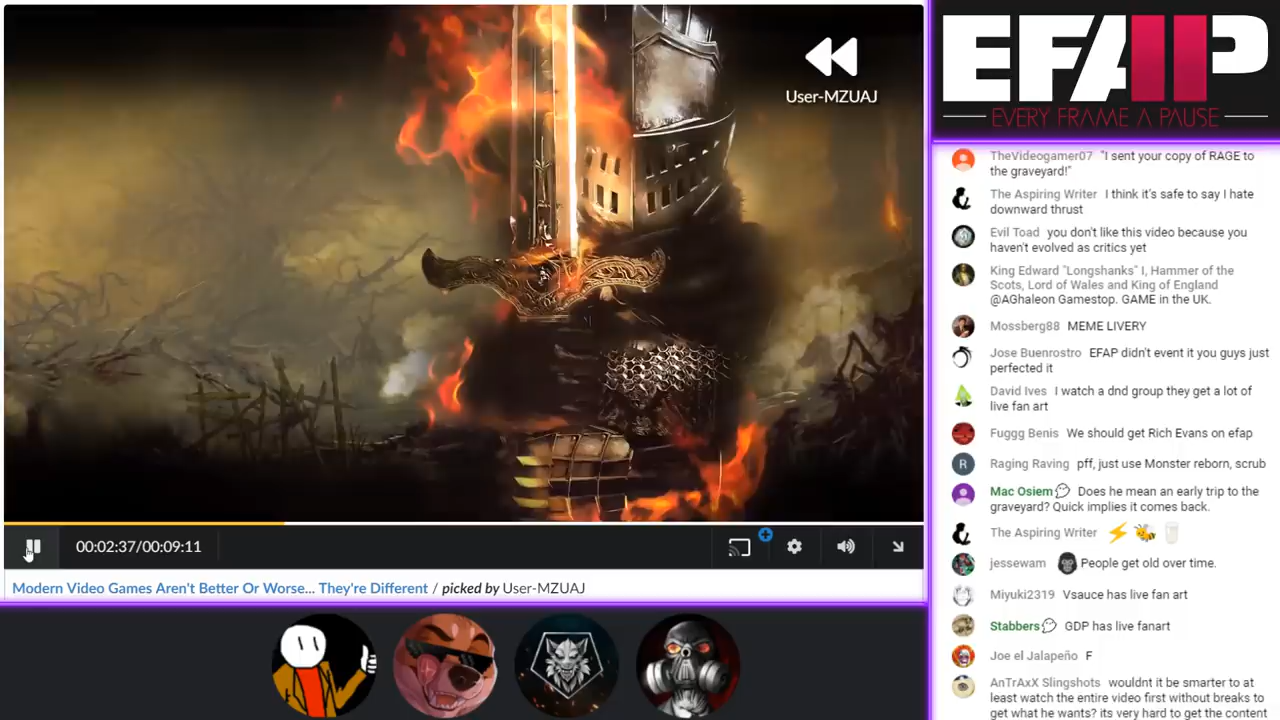 User-MZUAJ
00:02:37/00:09:11
Modern Video Games Aren't Better Or Worse... They're Different / picked by User-MZUAJ
EFAP
EVERY FRAME A PAUSE
TheVideogamer07 "I sent your copy of RAGE to
the graveyard!"
The Aspiring Writer I think it's safe to say I hate
downward thrust
Evil Toad you don't like this video because you
haven't evolved as critics yet
King Edward "Longshanks" I, Hammer of the
Scots, Lord of Wales and King of England
@AGhaleon Gamestop. GAME in the UK.
Mossberg88 MEME LIVERY
Jose Buenrostro EFAP didn't event it you guys just
perfected it
David Ives I watch a dnd group they get a lot of
live fan art
Fuggg Benis We should get Rich Evans on efap
R Raging Raving pff, just use Monster reborn, scrub
Mac Osiem Does he mean an early trip to the
graveyard? Quick implies it comes back.
The Aspiring Writer ⚡🐝🥛
jessewam 🦍People get old over time.
Miyuki2319 Vsauce has live fan art
Stabbers GDP has live fanart
Joe el Jalapeño F
AnTrAxX Slingshots wouldnt it be smarter to at
least watch the entire video first without breaks to
get what he wants? its very hard to get the content